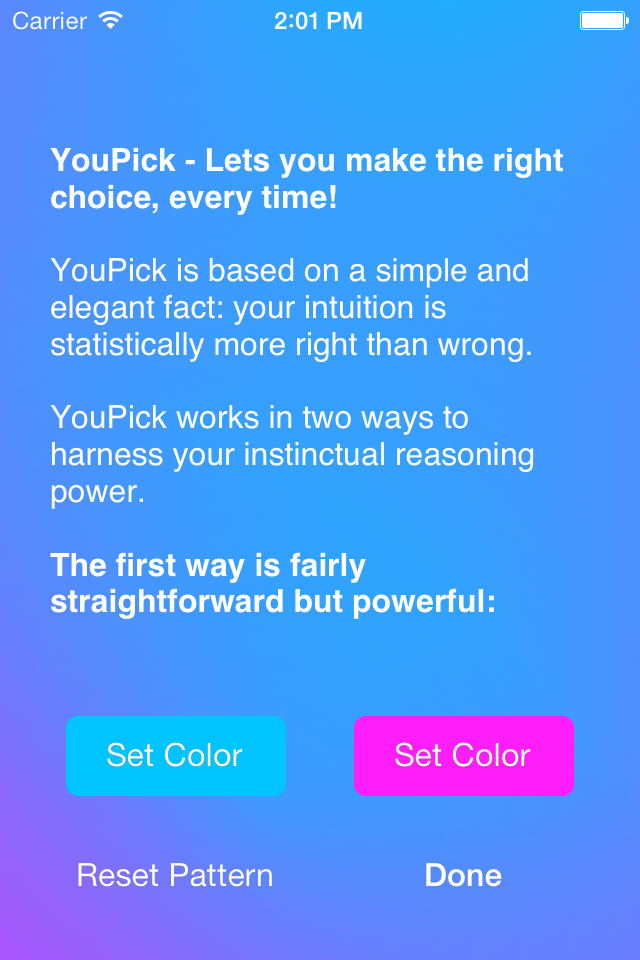 Carrier 2:01 PM
YouPick - Lets you make the right
choice, every time!
YouPick is based on a simple and
elegant fact: your intuition is
statistically more right than wrong.
YouPick works in two ways to
harness your instinctual reasoning
power.
The first way is fairly
straightforward but powerful:
Set Color Set Color
Reset Pattern Done